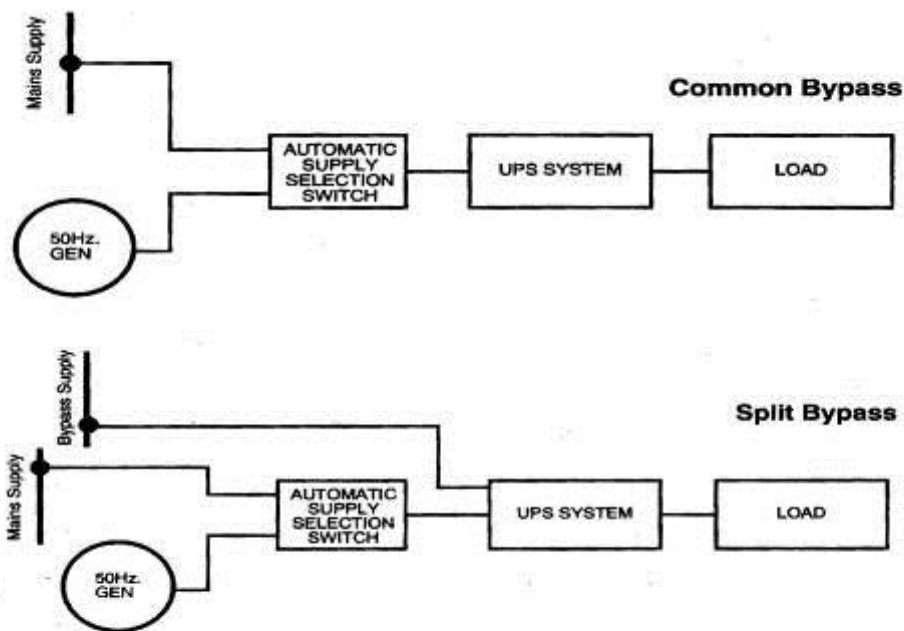 Mains Supply
Common Bypass
AUTOMATIC
SUPPLY
SELECTION
SWITCH
UPS SYSTEM
LOAD
50Hz.
GEN
Bypass Supply
Split Bypass
Mains Supply
AUTOMATIC
SUPPLY
SELECTION
SWITCH
UPS SYSTEM
LOAD
50Hz.
GEN